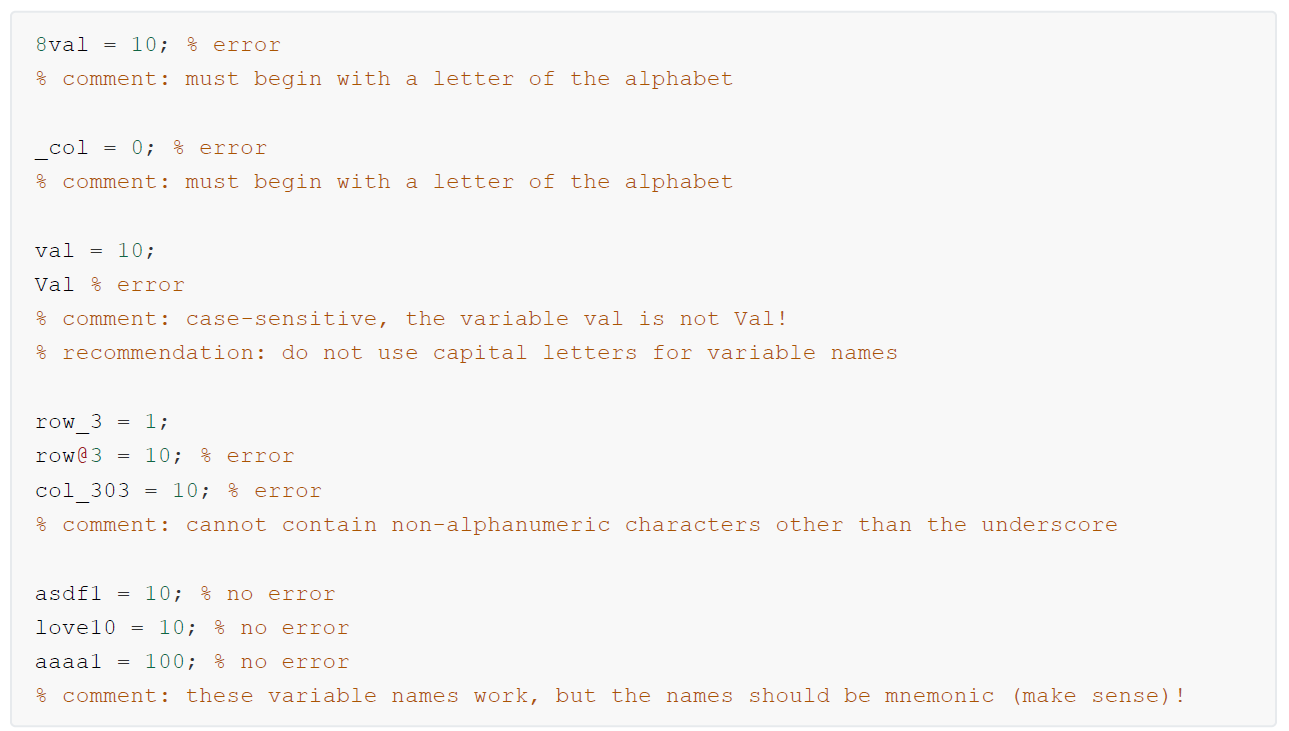 8val = 10; % error
% comment: must begin with a letter of the alphabet
_col = 0; % error
% comment: must begin with a letter of the alphabet
val = 10;
Val % error
% comment: case-sensitive, the variable val is not Val!
% recommendation: do not use capital letters for variable names
row_3 = 1;
row@3 = 10; % error
col_303 = 10; % error
% comment: cannot contain non-alphanumeric characters other than the underscore
asdf1 = 10; % no error
love10 = 10; % no error
aaaa1 = 100; % no error
% comment: these variable names work, but the names should be mnemonic (make sense)!